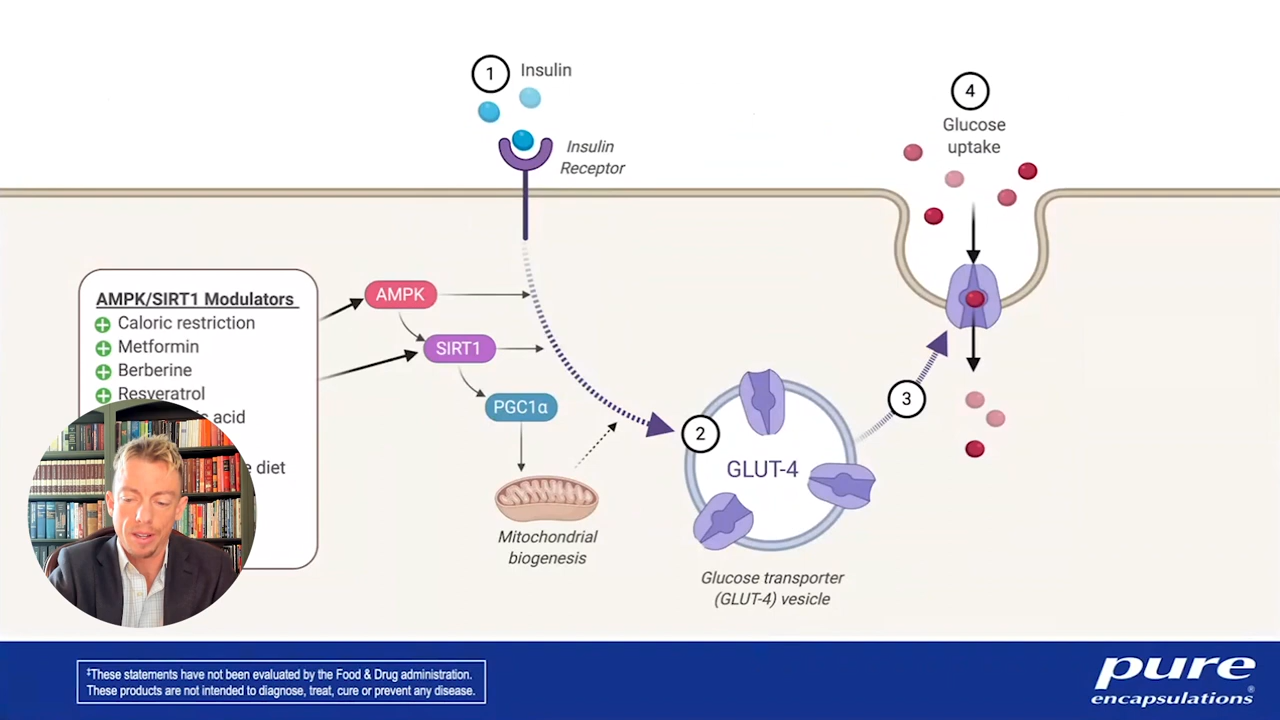 1
Insulin
Insulin
Receptor
4
Glucose
uptake
AMPK/SIRT1 Modulators
Caloric restriction
Metformin
Berberine
Resveratrol
acid
diet
AMPK
SIRT1
PGC1α
Mitochondrial
biogenesis
2
GLUT-4
3
Glucose transporter
(GLUT-4) vesicle
‡These statements have not been evaluated by the Food & Drug administration.
These products are not intended to diagnose, treat, cure or prevent any disease.
pure
encapsulations®